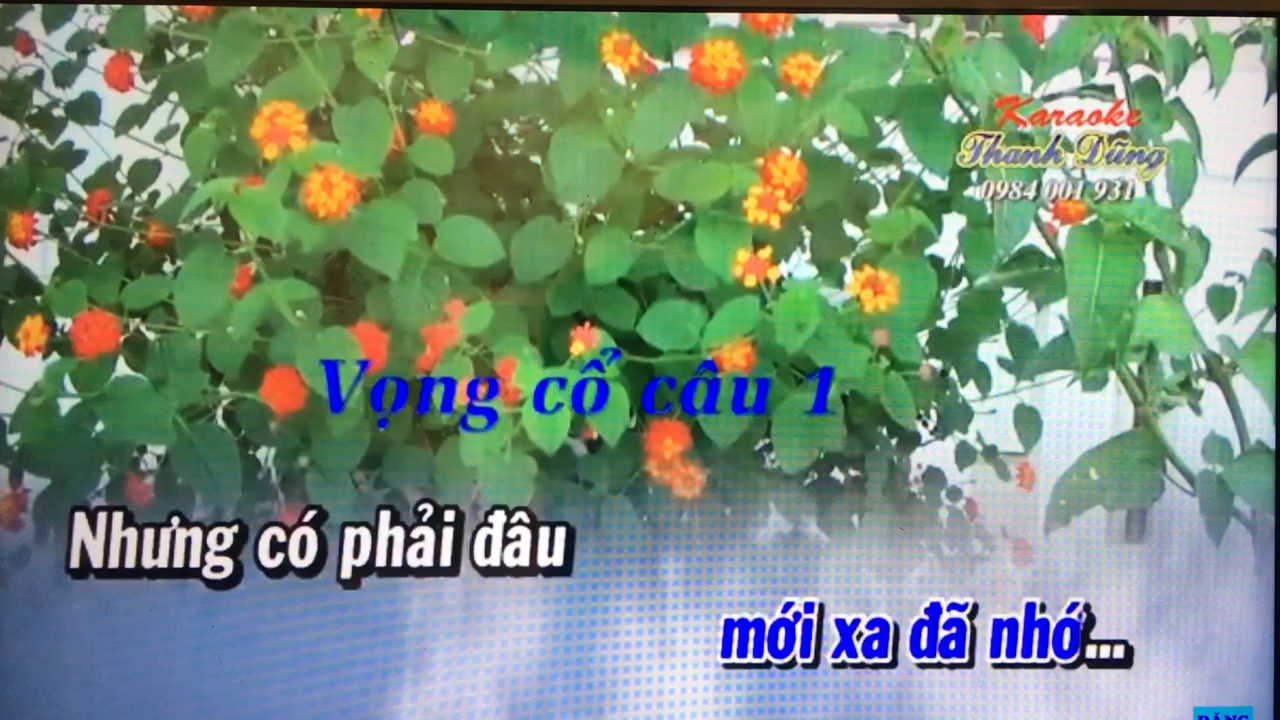 Karaoke
Thanh Dũng
0984 001 931
Vọng cổ câu 1
Nhưng có phải đâu
mới xa đã nhớ...